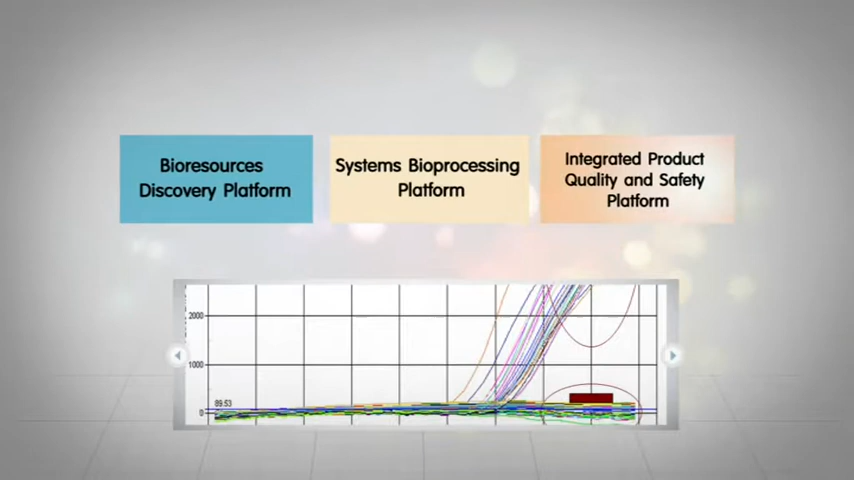 Bioresources
Discovery Platform
Systems Bioprocessing
Platform
Integrated Product
Quality and Safety
Platform
2000
1000
89.53
0